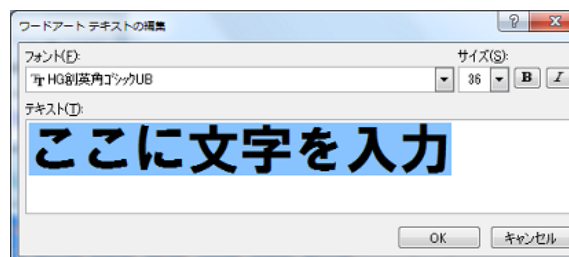 ワードアート テキストの編集
フォント(F): サイズ(S):
HG創英角ゴシックUB 36 B I
テキスト(T):
ここに文字を入力
OK キャンセル